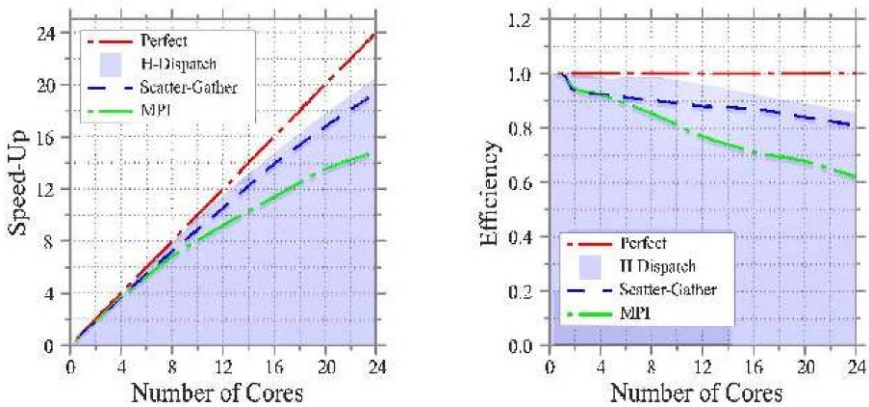 Speed-Up
24
20
16
12
8
4
0
Perfect
H-Dispatch
Scatter-Gather
MPI
0 4 8 12 16 20 24
Number of Cores
Efficiency
1.2
1.0
0.8
0.6
0.4
0.2
0.0
Perfect
H Dispatch
Scatter-Gather
MPI
0 4 8 12 16 20 24
Number of Cores